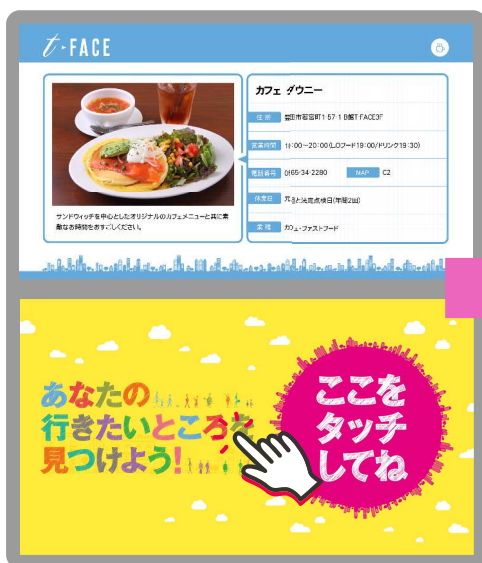 t-FACE
カフェ ダウニー
住所 豊田市若宮町1-57-1 B館T-FACE3F
営業時間 11:00〜20:00(L.Oフード19:00/ドリンク19:30)
電話番号 0565-34-2280 MAP C2
休業日 元旦と法定点検日(年間2回)
業種 カフェ・ファストフード
サンドウィッチを中心としたオリジナルのカフェメニューと共に素
敵なお時間をおすごしください。
あなたの
行きたいところを
見つけよう!
ここを
タッチ
してね